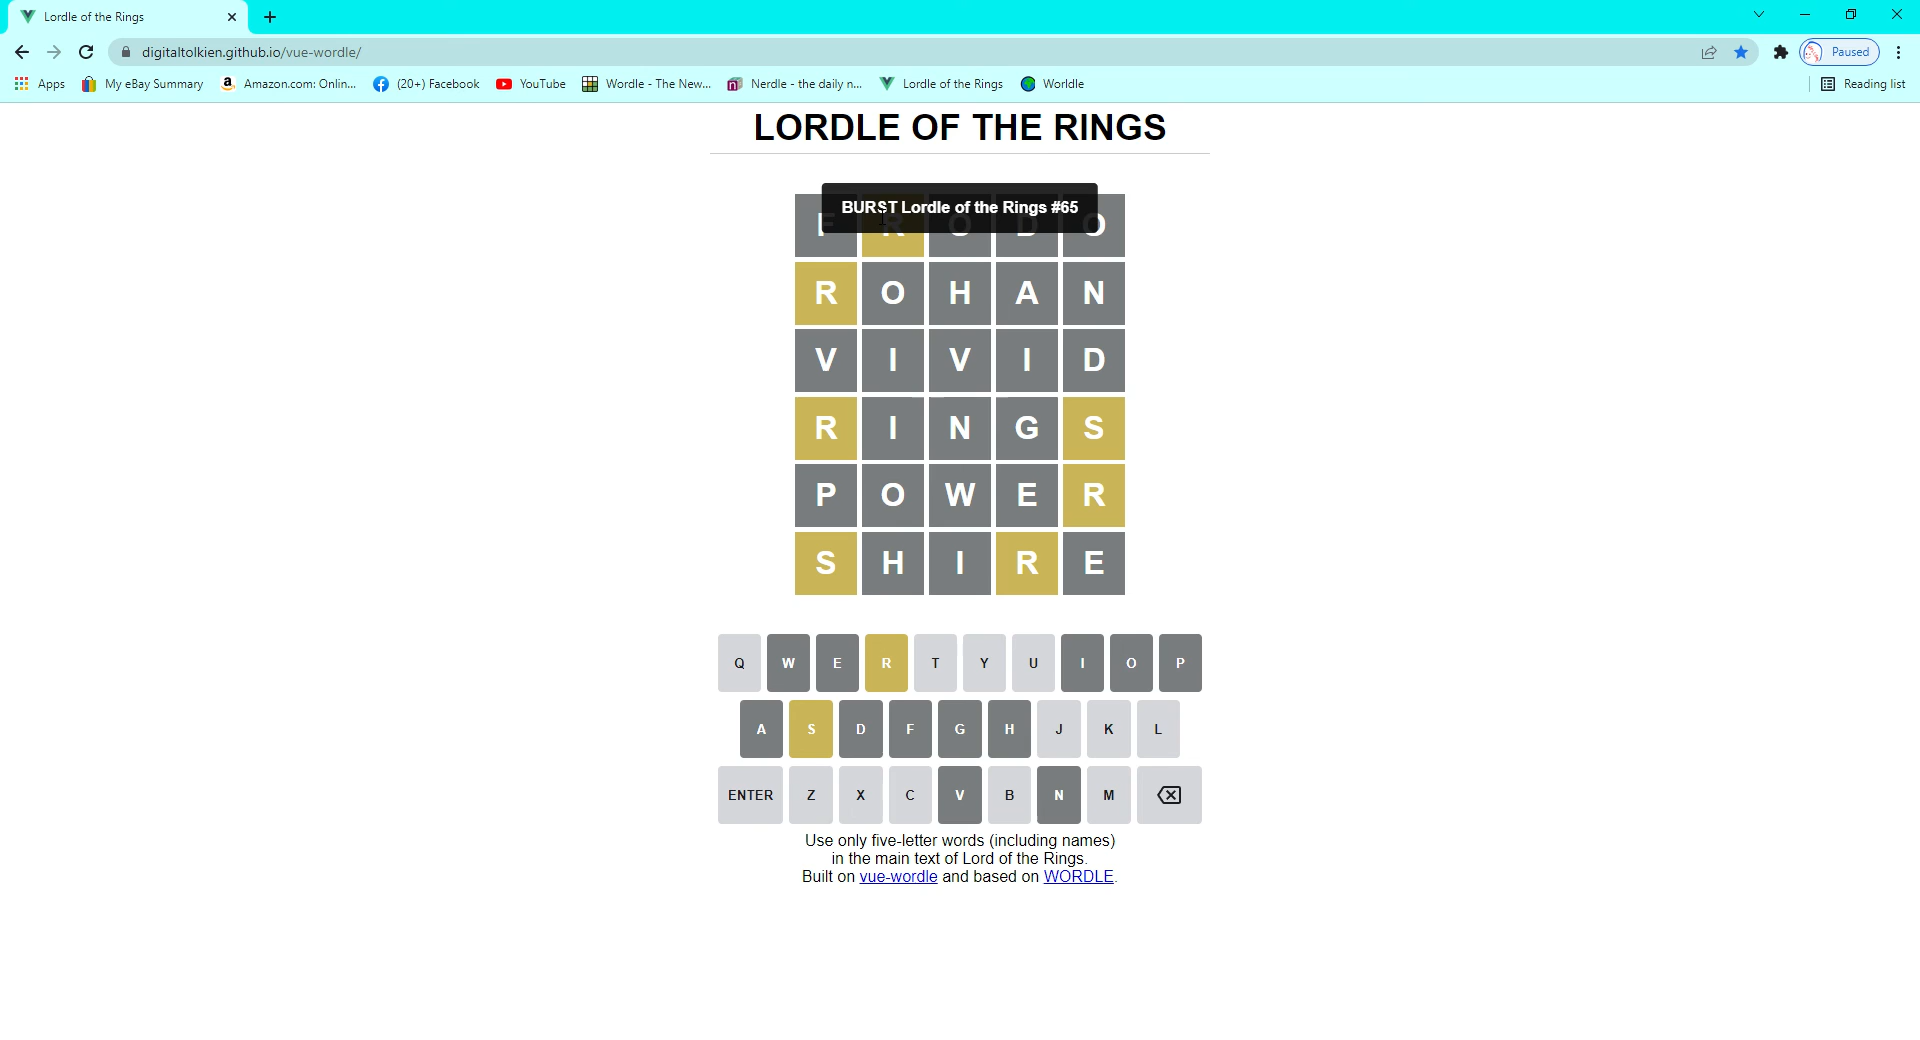 Lordle of the Rings
digitaltolkien.github.io/vue-wordle/
Paused
Apps My eBay Summary Amazon.com: Onlin... (20+) Facebook YouTube Wordle - The New... Nerdle - the daily n... Lordle of the Rings Worldle Reading list
LORDLE OF THE RINGS
BURST Lordle of the Rings #65
F R O D O
R O H A N
V I V I D
R I N G S
P O W E R
S H I R E
Q W E R T Y U I O P
A S D F G H J K L
ENTER Z X C V B N M
Use only five-letter words (including names)
in the main text of Lord of the Rings.
Built on vue-wordle and based on WORDLE.